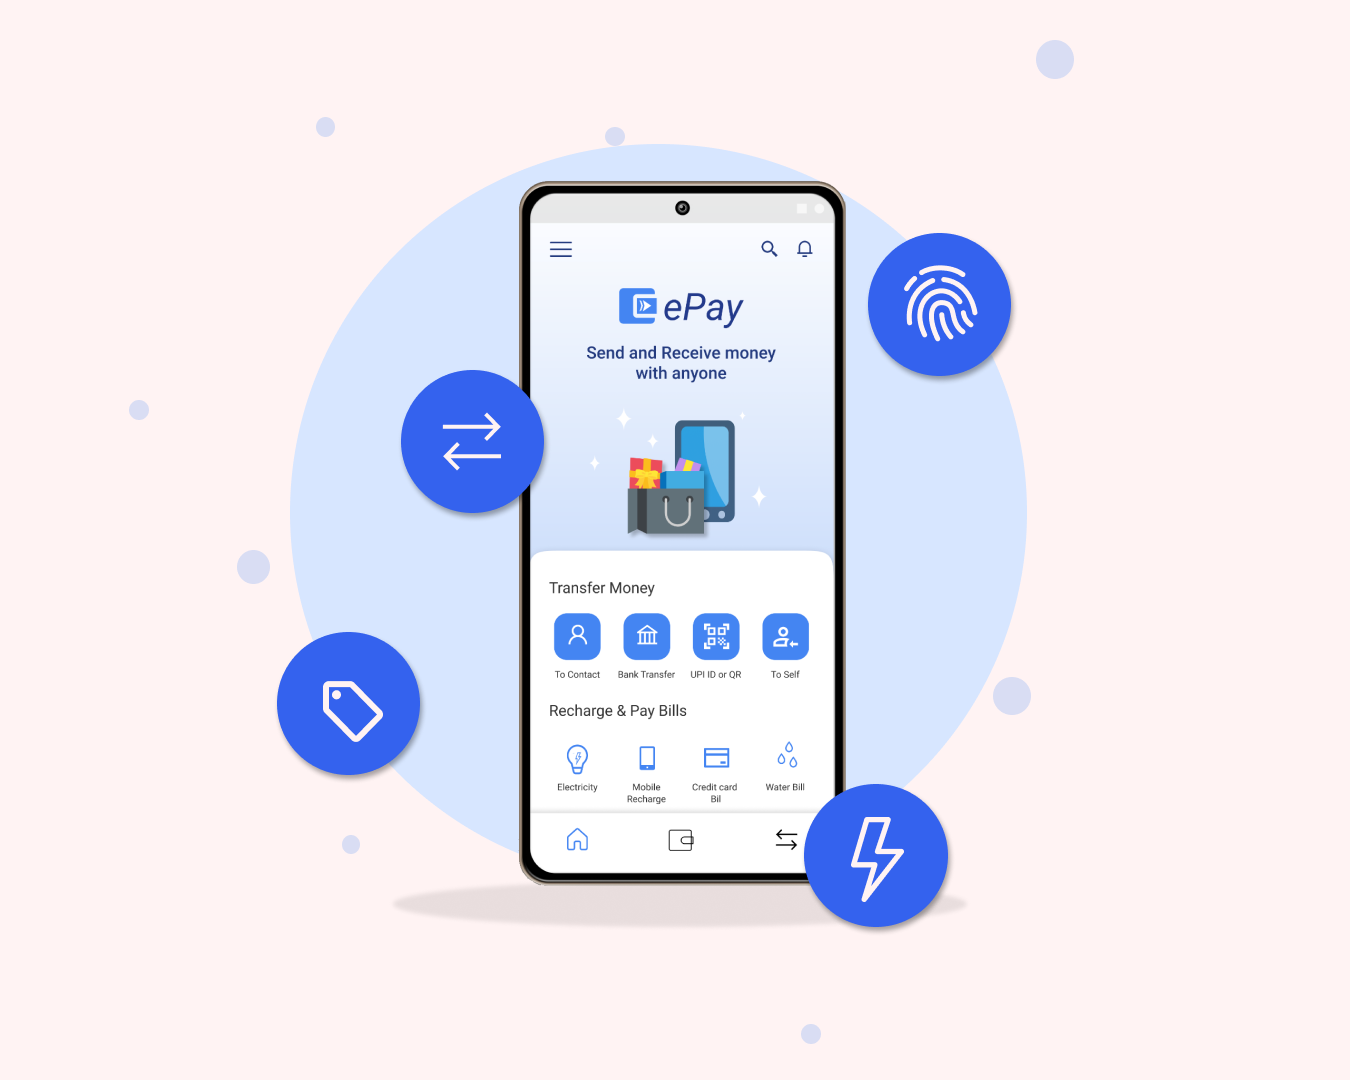 ePay
Send and Receive money
with anyone
Transfer Money
To Contact
Bank Transfer
UPI ID or QR
To Self
Recharge & Pay Bills
Electricity
Mobile
Recharge
Credit card
Bil
Water Bill